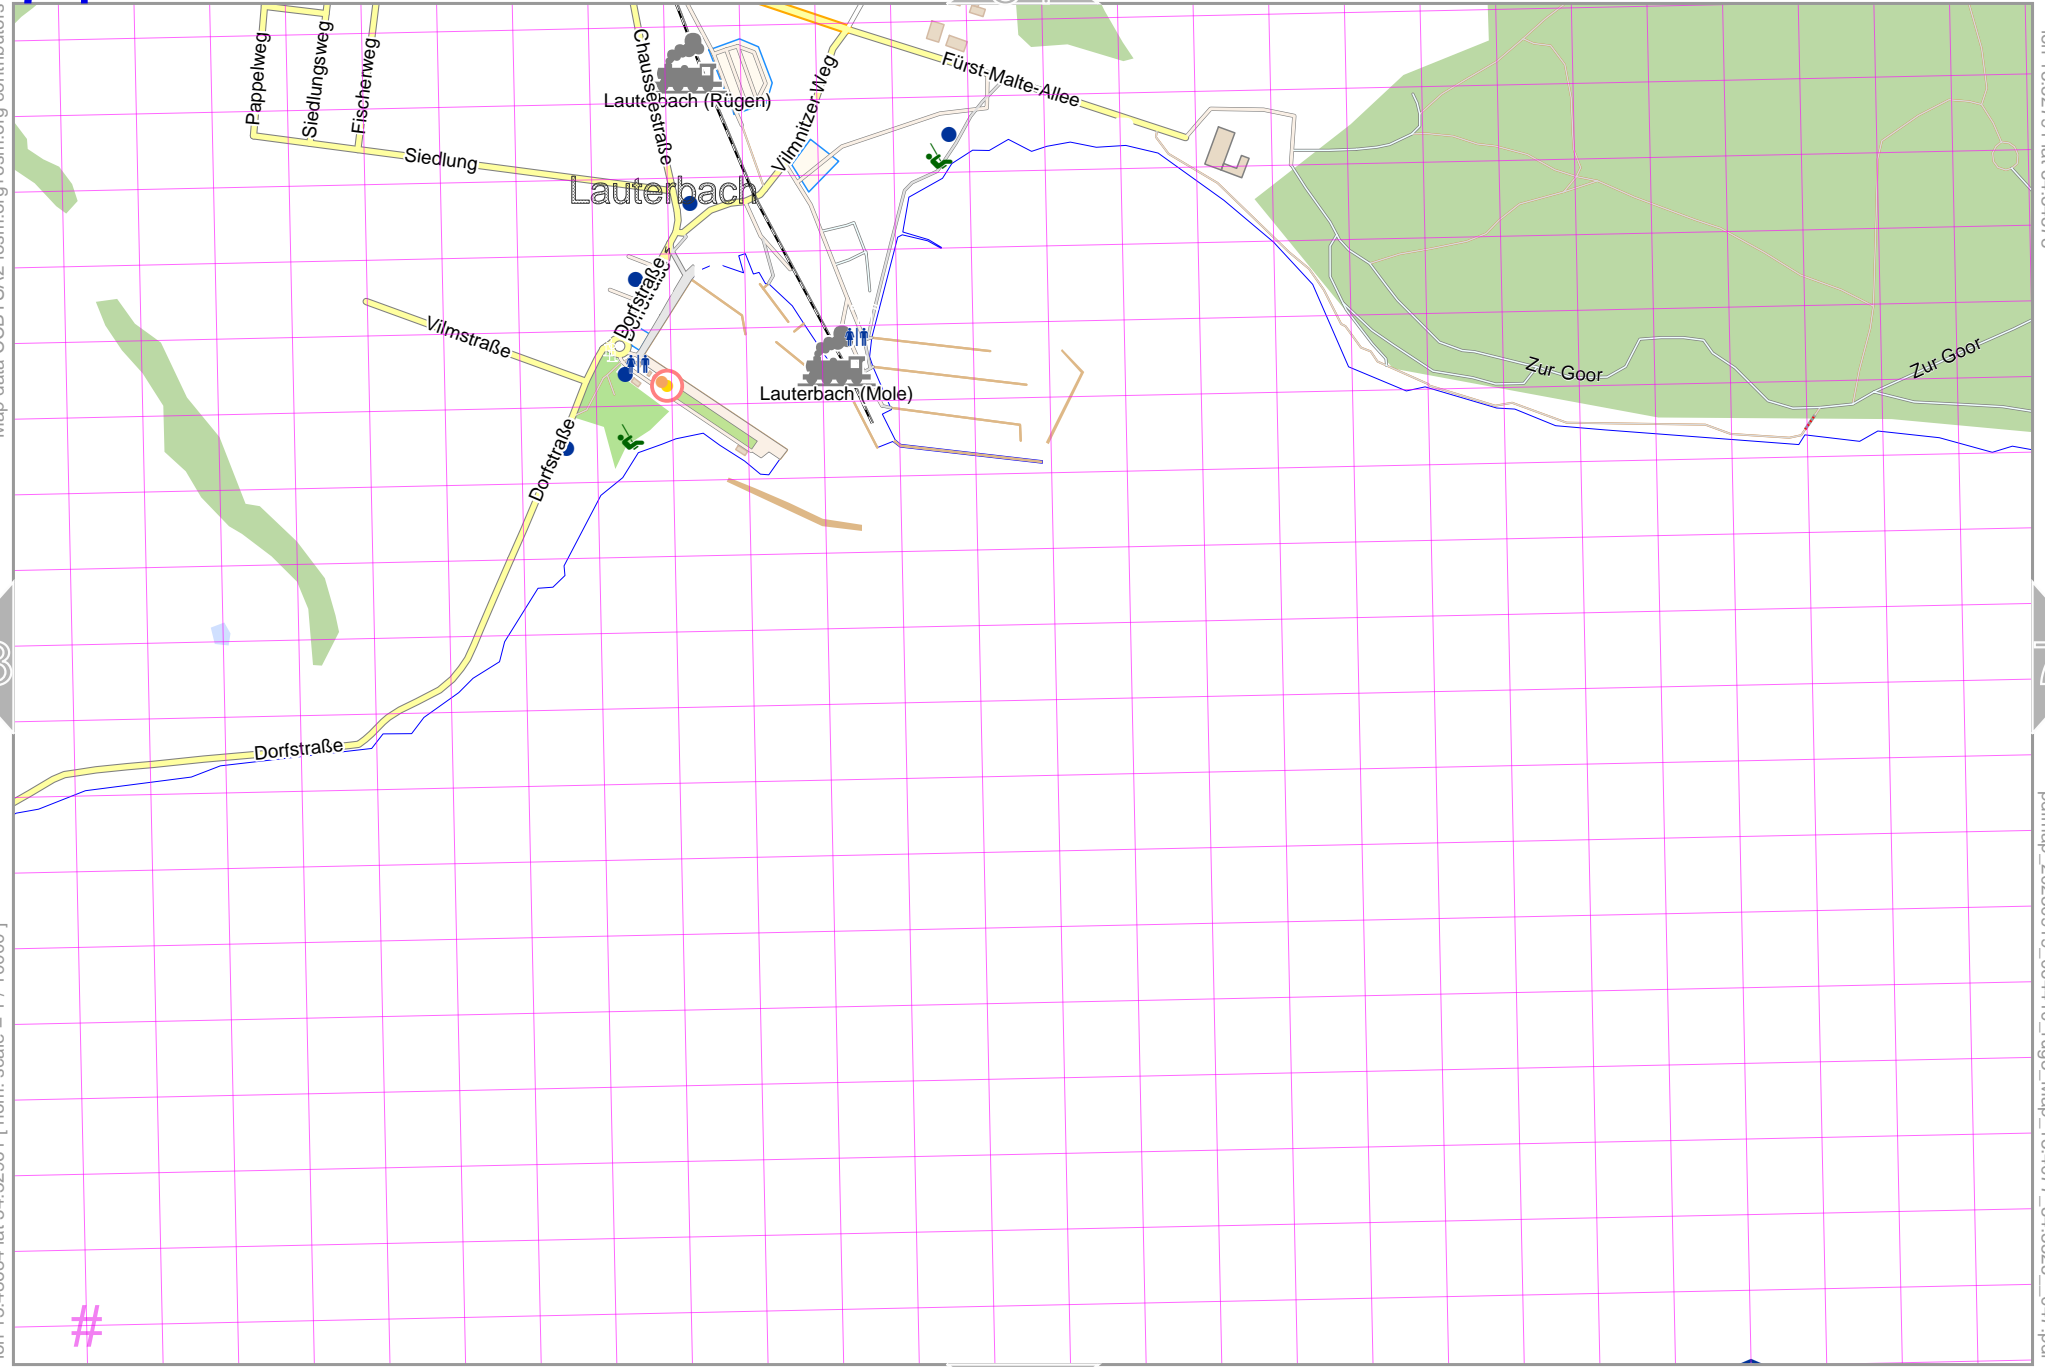 Pappelweg
Siedlungsweg
Fischerweg
Chausseestraße
Lauterbach (Rügen)
Vilmnitzer Weg
Fürst-Malte-Allee
Siedlung
Lauterbach
Dorfstraße
Vilmstraße
Lauterbach (Mole)
Zur Goor
Zur Goor
Dorfstraße
Dorfstraße
#